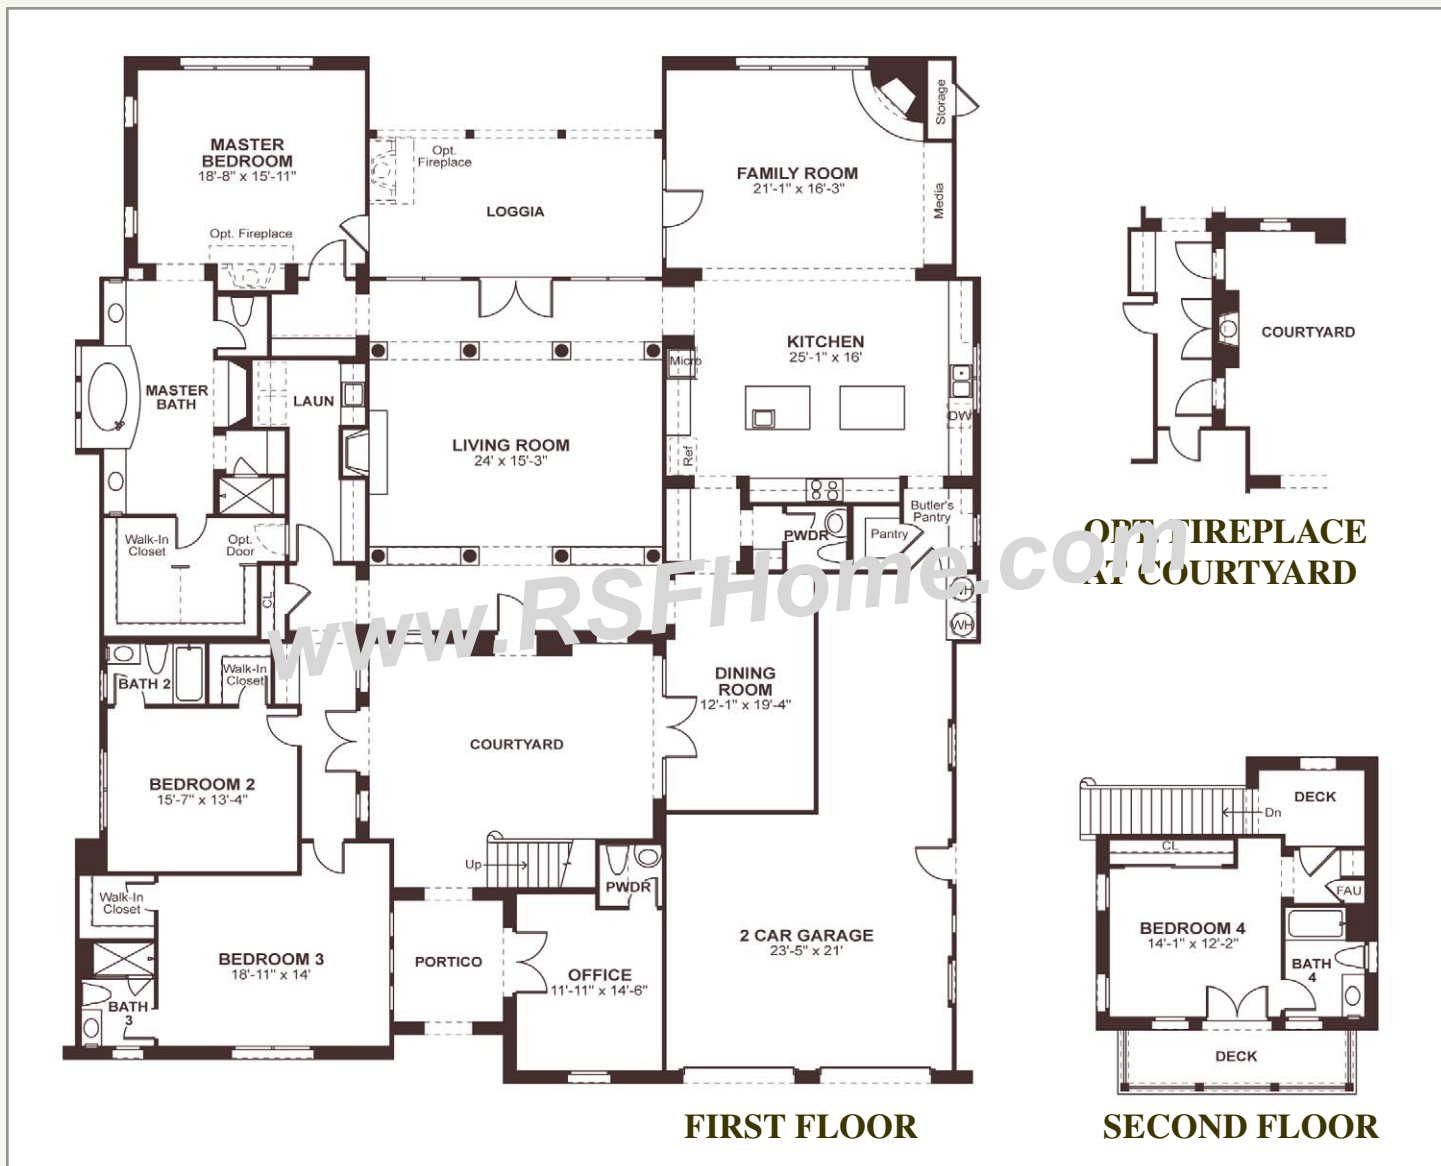 MASTER
BEDROOM
18'-8" x 15'-11"
Opt. Fireplace
Opt.
Fireplace
LOGGIA
FAMILY ROOM
21'-1" x 16'-3"
Storage
Media
MASTER
BATH
LAUN
LIVING ROOM
24' x 15'-3"
KITCHEN
25'-1" x 16'
Micro
Ref
DW
Butler's
Pantry
Pantry
PWDR
Walk-In
Closet
Opt.
Door
CL
WH
WH
BATH 2
Walk-In
Closet
DINING
ROOM
12'-1" x 19'-4"
COURTYARD
BEDROOM 2
15'-7" x 13'-4"
Up
PWDR
Walk-In
Closet
BEDROOM 3
18'-11" x 14'
BATH
3
PORTICO
OFFICE
11'-11" x 14'-6"
2 CAR GARAGE
23'-5" x 21'
FIRST FLOOR
COURTYARD
OPT. FIREPLACE
AT COURTYARD
www.RSFHome.com
DECK
Dn
CL
FAU
BEDROOM 4
14'-1" x 12'-2"
BATH
4
DECK
SECOND FLOOR